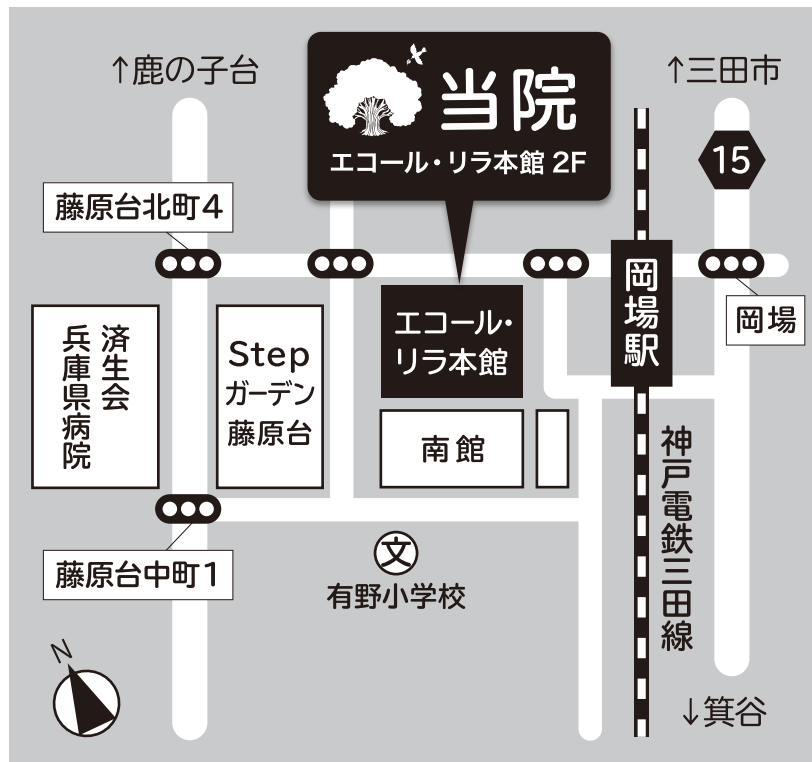 ↑鹿の子台
当院
エコール・リラ本館 2F
↑三田市
15
藤原台北町4
岡場駅
岡場
済生会
兵庫県病院
Step
ガーデン
藤原台
エコール・
リラ本館
南館
神戸電鉄三田線
藤原台中町1
文
有野小学校
N
↓箕谷